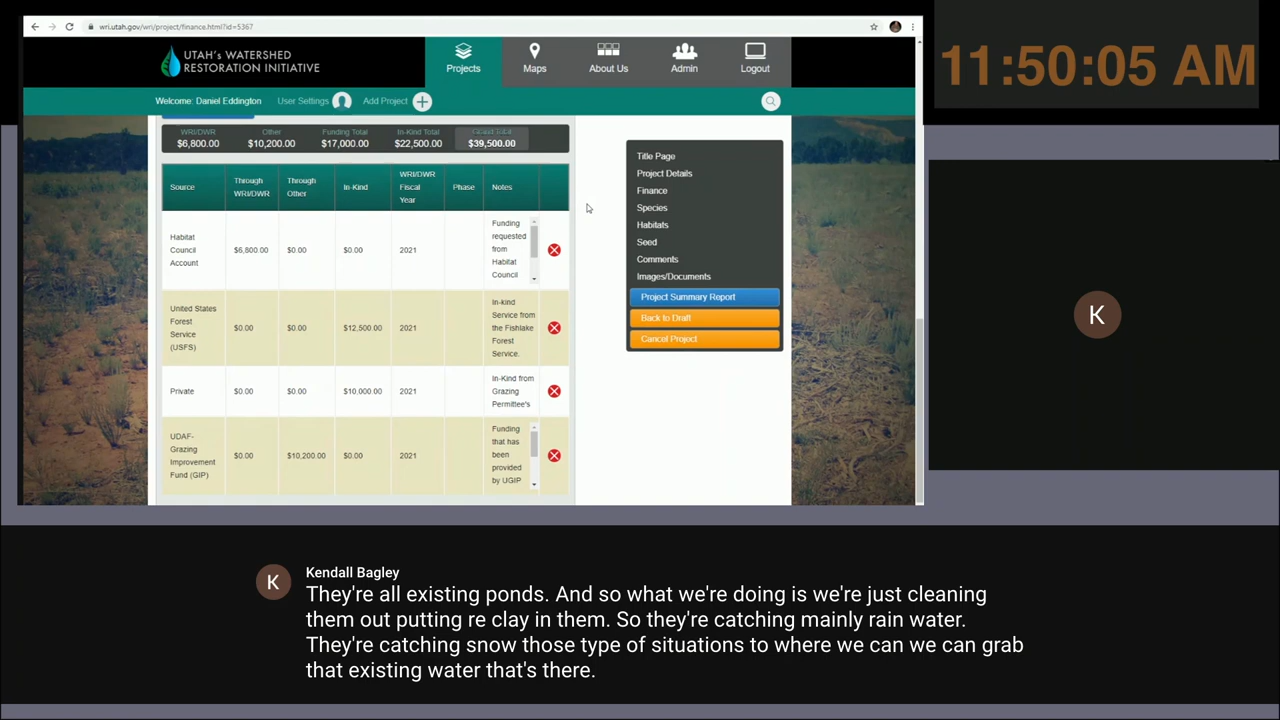 wri.utah.gov/wri/project/finance.html?id=5367
11:50:05 AM
UTAH'S WATERSHED
RESTORATION INITIATIVE
Projects
Maps
About Us
Admin
Logout
Welcome: Daniel Eddington
User Settings
Add Project
WRI/DWR
Other
Funding Total
In-Kind Total
Grand Total
$6,800.00
$10,200.00
$17,000.00
$22,500.00
$39,500.00
Source
Through
WRI/DWR
Through
Other
In-Kind
WRI/DWR
Fiscal
Year
Phase
Notes
Habitat
Council
Account
$6,800.00
$0.00
$0.00
2021
Funding
requested
from
Habitat
Council
United States
Forest
Service
(USFS)
$0.00
$0.00
$12,500.00
2021
In-kind
Service from
the Fishlake
Forest
Service.
Private
$0.00
$0.00
$10,000.00
2021
In-Kind from
Grazing
Permittee's
UDAF-
Grazing
Improvement
Fund (GIP)
$0.00
$10,200.00
$0.00
2021
Funding
that has
been
provided
by UGIP
Title Page
Project Details
Finance
Species
Habitats
Seed
Comments
Images/Documents
Project Summary Report
Back to Draft
Cancel Project
K
K
Kendall Bagley
They're all existing ponds. And so what we're doing is we're just cleaning
them out putting re clay in them. So they're catching mainly rain water.
They're catching snow those type of situations to where we can we can grab
that existing water that's there.